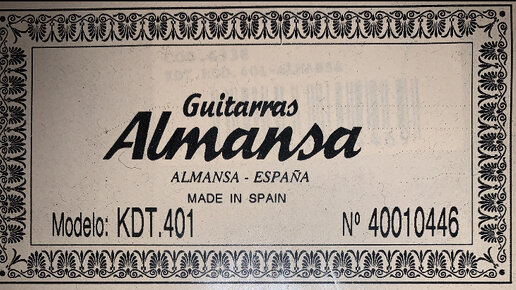 Guitarras
Almansa
ALMANSA - ESPAÑA
MADE IN SPAIN
Modelo: KDT.401 Nº 40010446